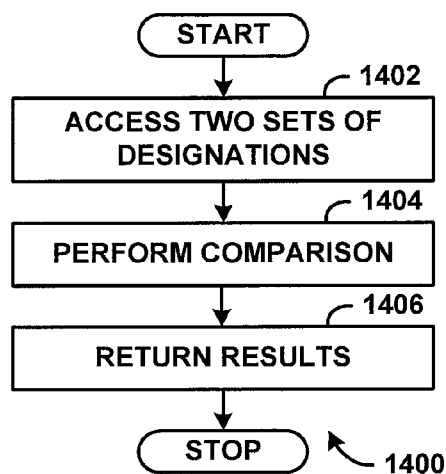 START
1402
ACCESS TWO SETS OF
DESIGNATIONS
1404
PERFORM COMPARISON
1406
RETURN RESULTS
STOP
1400